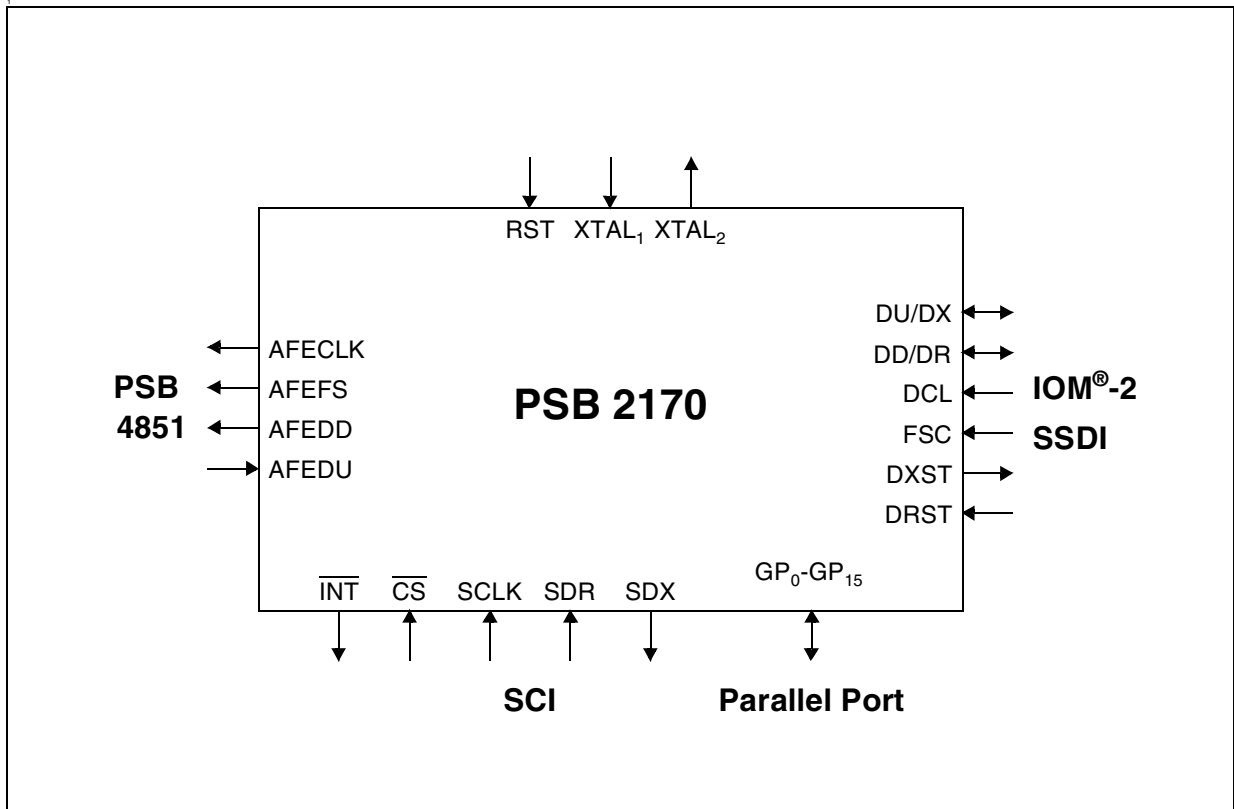 RST XTAL₁ XTAL₂
DU/DX
DD/DR
DCL
FSC
DXST
DRST
IOM®-2
SSDI
AFECLK
AFEFS
AFEDD
AFEDU
PSB
4851
PSB 2170
INT CS SCLK SDR SDX
GP₀-GP₁₅
SCI
Parallel Port